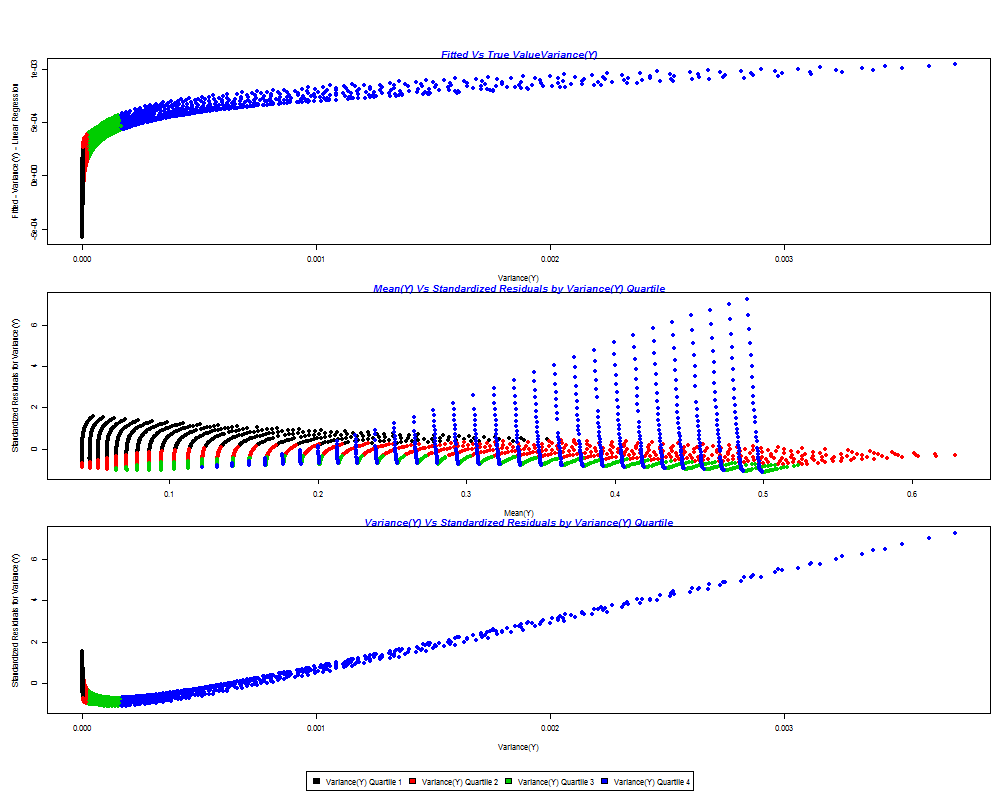 Fitted Vs True ValueVariance(Y)
Fitted - Variance(Y) - Linear Regression
1e-03
5e-04
0e+00
-5e-04
0.000 0.001 0.002 0.003
Variance(Y)
Mean(Y) Vs Standardized Residuals by Variance(Y) Quartile
Standardized Residuals for Variance(Y)
6
4
2
0
0.1 0.2 0.3 0.4 0.5 0.6
Mean(Y)
Variance(Y) Vs Standardized Residuals by Variance(Y) Quartile
Standardized Residuals for Variance(Y)
6
4
2
0
0.000 0.001 0.002 0.003
Variance(Y)
Variance(Y) Quartile 1 Variance(Y) Quartile 2 Variance(Y) Quartile 3 Variance(Y) Quartile 4